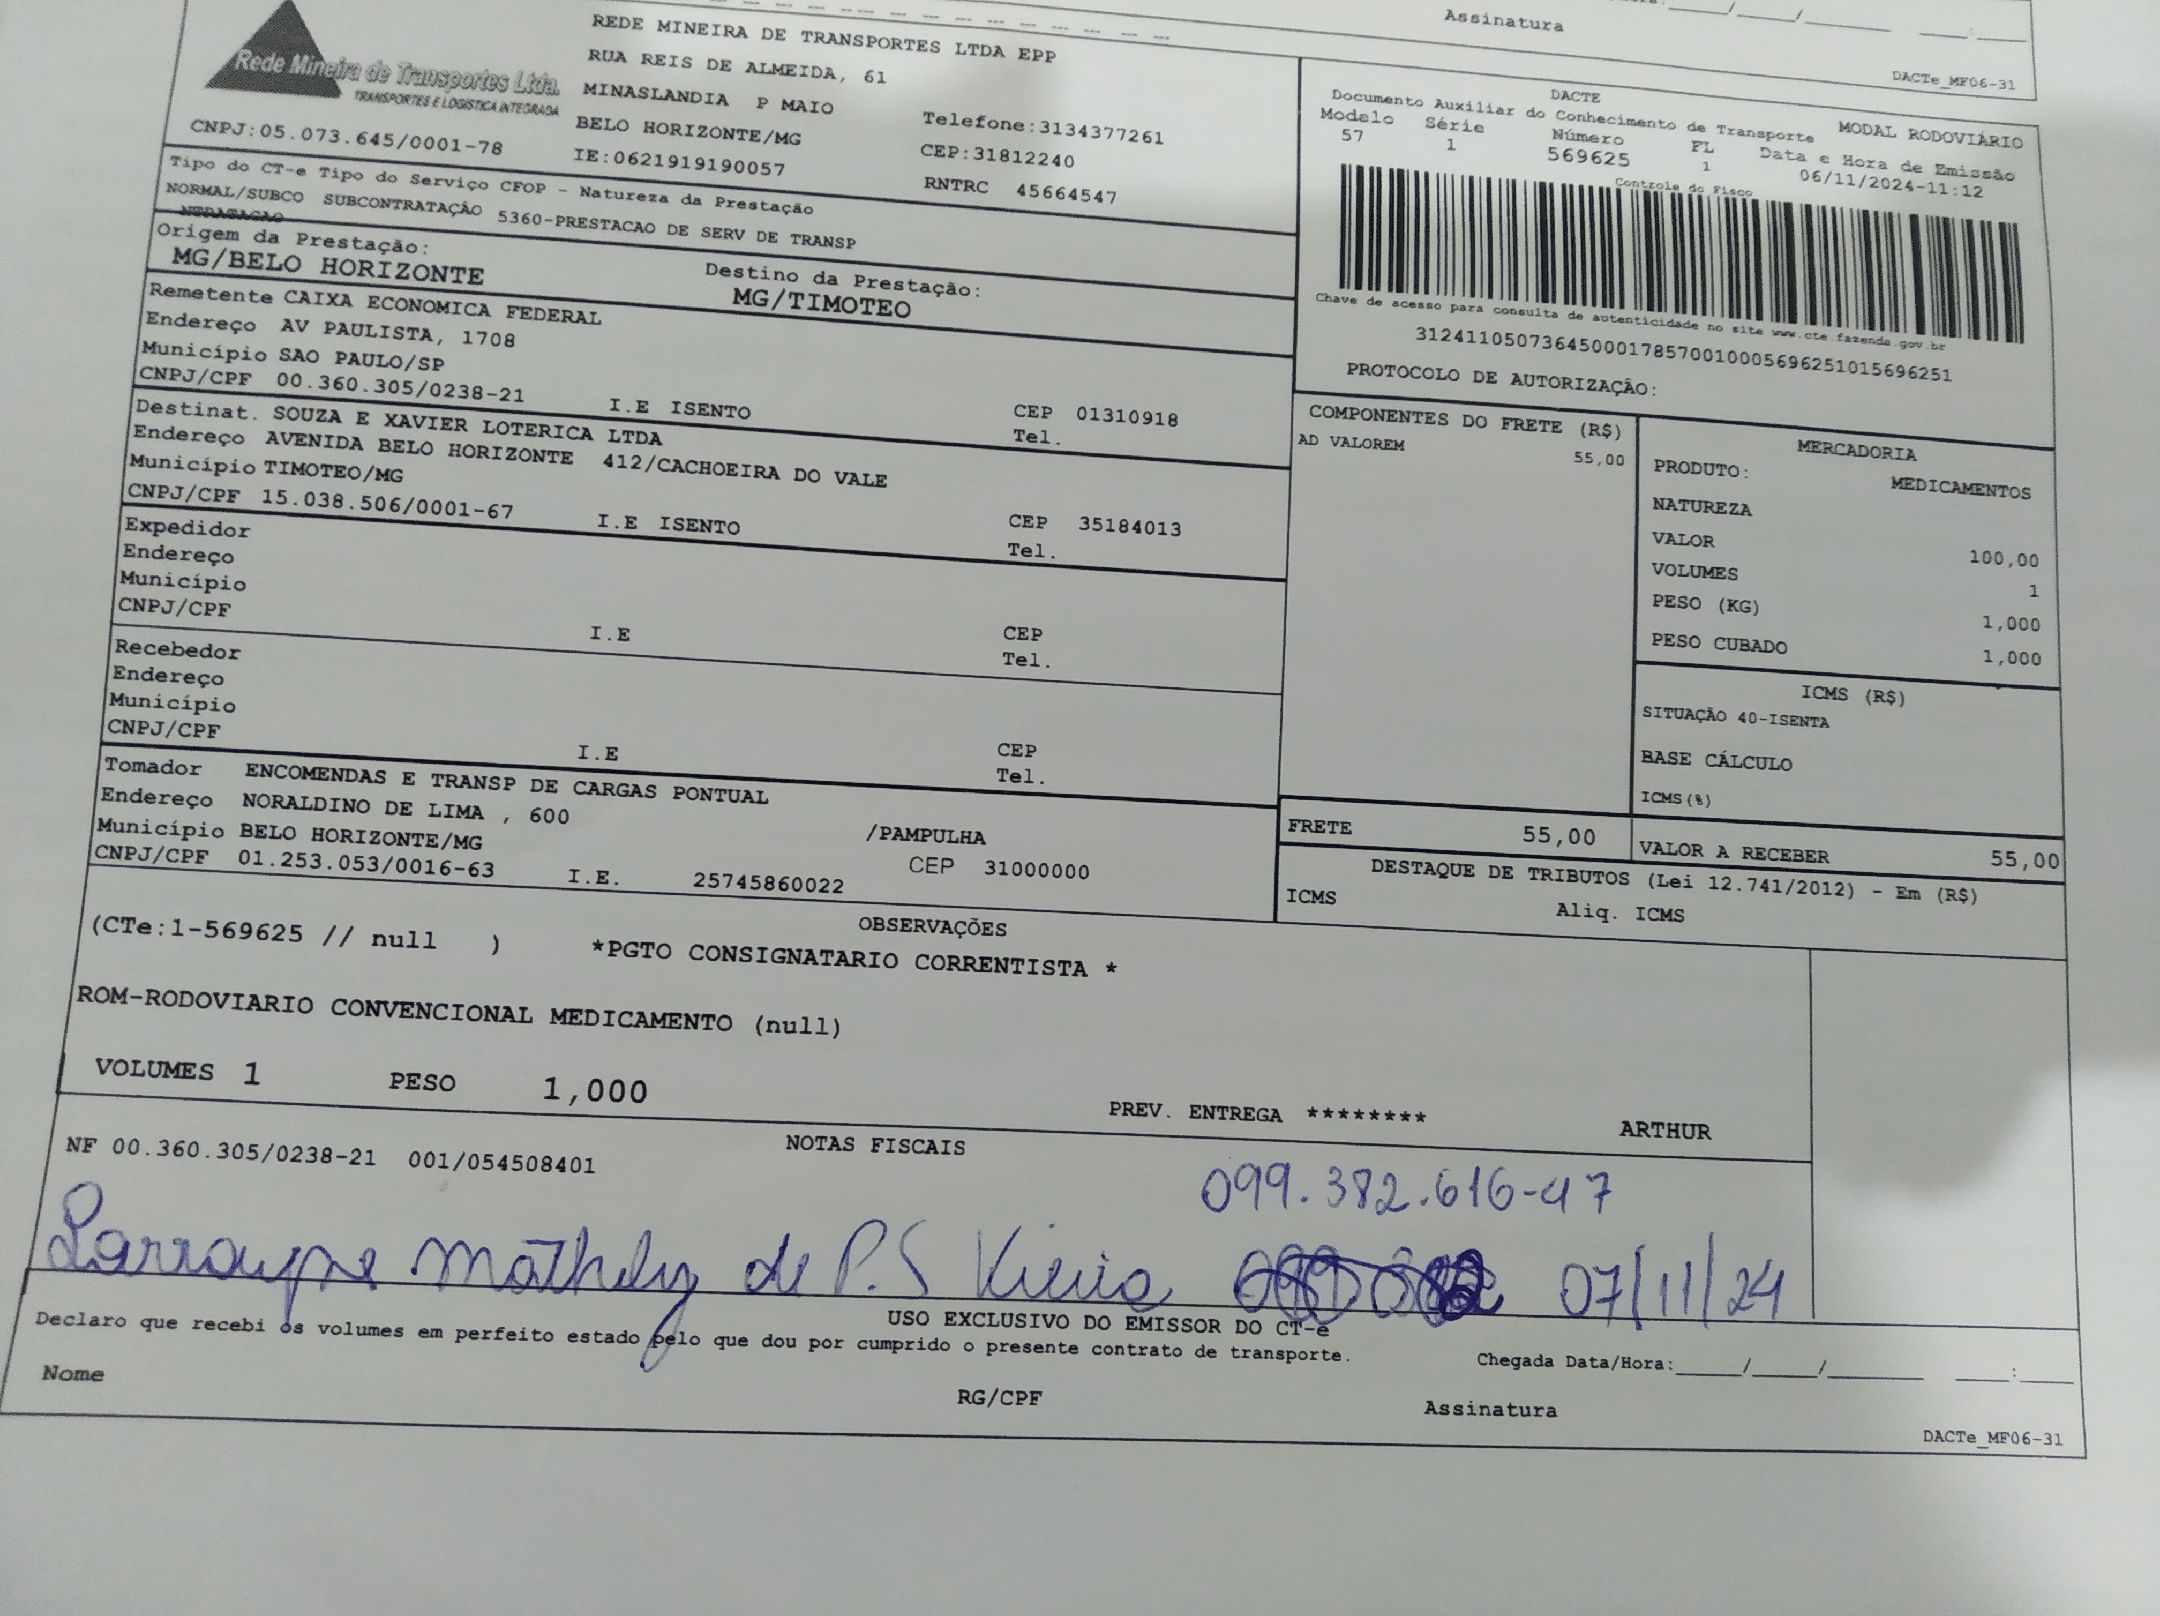 Assinatura
DACTe_MF06-31
Rede Mineira de Transportes Ltda.
TRANSPORTES E LOGÍSTICA INTEGRADA
CNPJ:05.073.645/0001-78
REDE MINEIRA DE TRANSPORTES LTDA EPP
RUA REIS DE ALMEIDA, 61
MINASLANDIA P MAIO
BELO HORIZONTE/MG
IE:0621919190057
Telefone:3134377261
CEP:31812240
RNTRC 45664547
DACTE
Documento Auxiliar do Conhecimento de Transporte MODAL RODOVIÁRIO
Modelo Série Número FL Data e Hora de Emissão
57 1 569625 1 06/11/2024-11:12
Controle do Fisco
Chave de acesso para consulta de autenticidade no site www.cte.fazenda.gov.br
31241105073645000178570010005696251015696251
PROTOCOLO DE AUTORIZAÇÃO:
Tipo do CT-e Tipo do Serviço CFOP - Natureza da Prestação
NORMAL/SUBCO SUBCONTRATAÇÃO 5360-PRESTACAO DE SERV DE TRANSP
NTRATACAO
Origem da Prestação: Destino da Prestação:
MG/BELO HORIZONTE MG/TIMOTEO
Remetente CAIXA ECONOMICA FEDERAL
Endereço AV PAULISTA, 1708
Município SAO PAULO/SP CEP 01310918
CNPJ/CPF 00.360.305/0238-21 I.E ISENTO Tel.
Destinat. SOUZA E XAVIER LOTERICA LTDA
Endereço AVENIDA BELO HORIZONTE 412/CACHOEIRA DO VALE
Município TIMOTEO/MG CEP 35184013
CNPJ/CPF 15.038.506/0001-67 I.E ISENTO Tel.
Expedidor
Endereço
Município CEP
CNPJ/CPF I.E Tel.
Recebedor
Endereço
Município CEP
CNPJ/CPF I.E Tel.
Tomador ENCOMENDAS E TRANSP DE CARGAS PONTUAL
Endereço NORALDINO DE LIMA , 600 /PAMPULHA
Município BELO HORIZONTE/MG CEP 31000000
CNPJ/CPF 01.253.053/0016-63 I.E. 25745860022
COMPONENTES DO FRETE (R$)
AD VALOREM 55,00
MERCADORIA
PRODUTO: MEDICAMENTOS
NATUREZA
VALOR 100,00
VOLUMES 1
PESO (KG) 1,000
PESO CUBADO 1,000
ICMS (R$)
SITUAÇÃO 40-ISENTA
BASE CÁLCULO
ICMS(%)
FRETE 55,00 VALOR A RECEBER 55,00
DESTAQUE DE TRIBUTOS (Lei 12.741/2012) - Em (R$)
ICMS Aliq. ICMS
OBSERVAÇÕES
(CTe:1-569625 // null ) *PGTO CONSIGNATARIO CORRENTISTA *
ROM-RODOVIARIO CONVENCIONAL MEDICAMENTO (null)
VOLUMES 1 PESO 1,000 PREV. ENTREGA ******** ARTHUR
NOTAS FISCAIS
NF 00.360.305/0238-21 001/054508401
099.382.616-47
Mathely de P.S Vieira 07/11/24
USO EXCLUSIVO DO EMISSOR DO CT-e
Declaro que recebi os volumes em perfeito estado pelo que dou por cumprido o presente contrato de transporte. Chegada Data/Hora:_____/_____/________ _____:_____
Nome RG/CPF Assinatura
DACTe_MF06-31